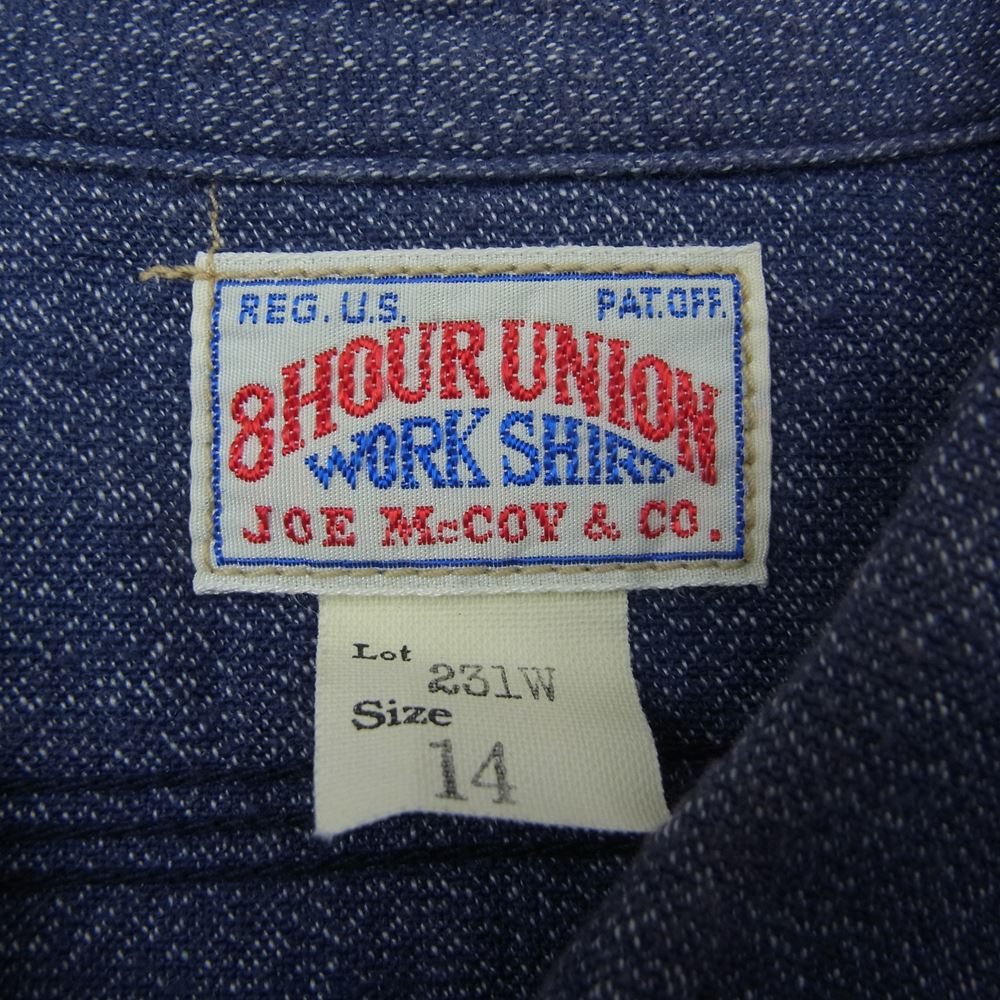 REG. U.S. PAT. OFF.
8 HOUR UNION
WORK SHIRT
JOE McCOY & CO.
Lot 231W
Size
14